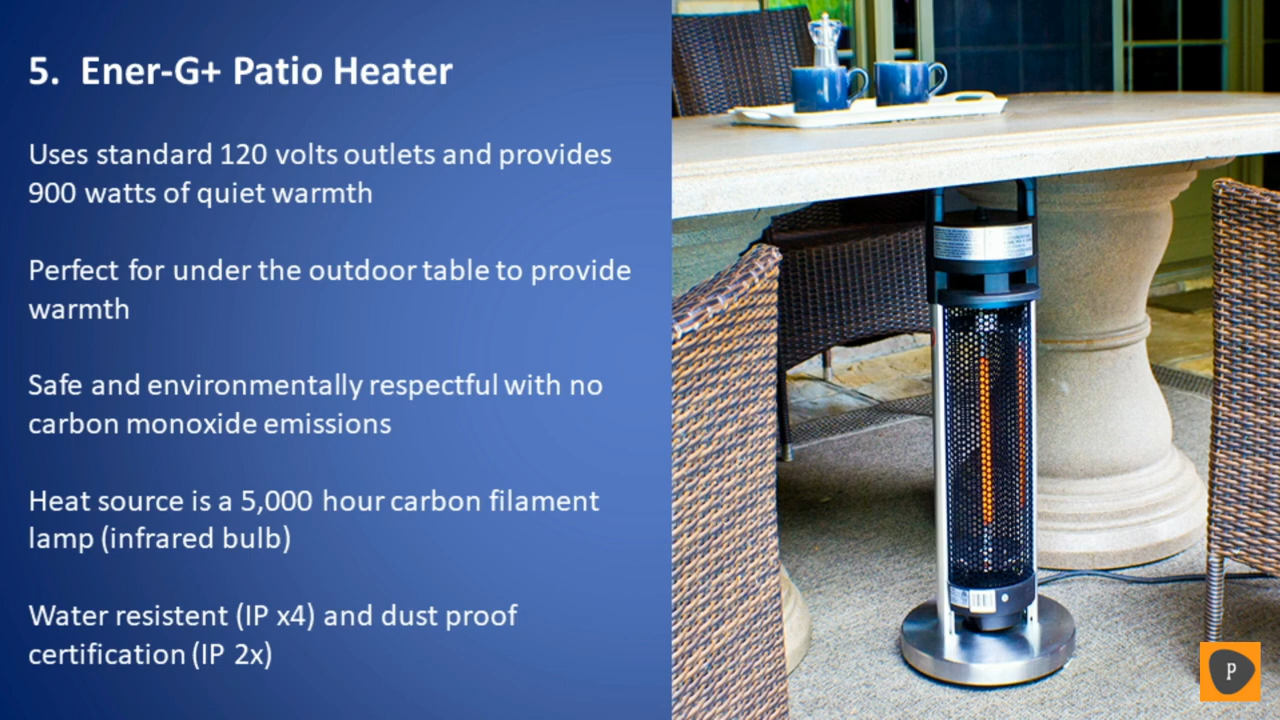 5. Ener-G+ Patio Heater
Uses standard 120 volts outlets and provides
900 watts of quiet warmth
Perfect for under the outdoor table to provide
warmth
Safe and environmentally respectful with no
carbon monoxide emissions
Heat source is a 5,000 hour carbon filament
lamp (infrared bulb)
Water resistent (IP x4) and dust proof
certification (IP 2x)
P